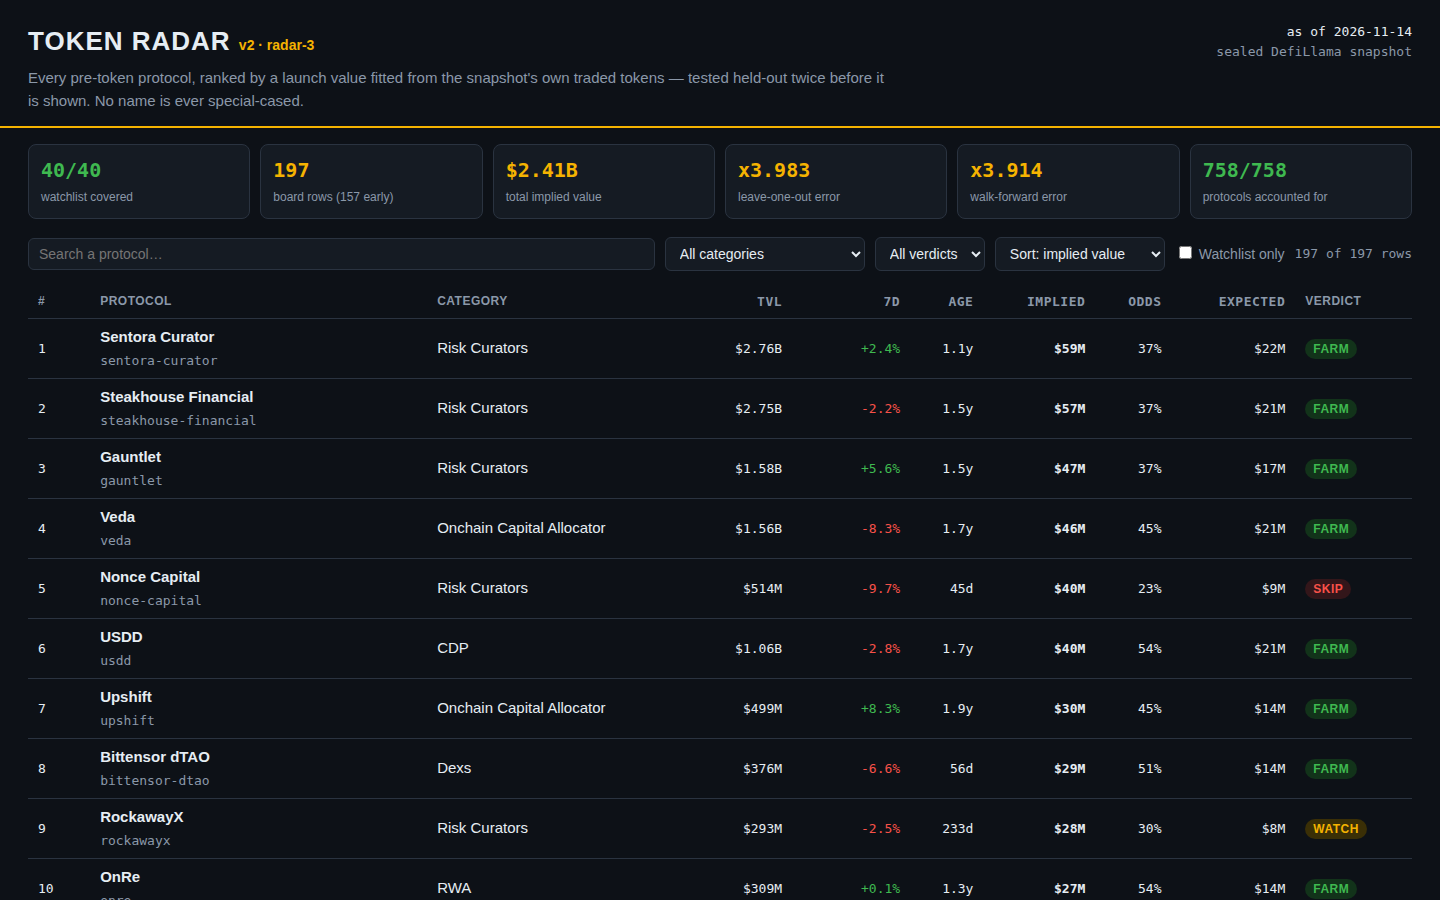 TOKEN RADAR v2 · radar-3
as of 2026-11-14
sealed DefiLlama snapshot
Every pre-token protocol, ranked by a launch value fitted from the snapshot's own traded tokens — tested held-out twice before it
is shown. No name is ever special-cased.
40/40
watchlist covered
197
board rows (157 early)
$2.41B
total implied value
x3.983
leave-one-out error
x3.914
walk-forward error
758/758
protocols accounted for
Search a protocol…
All categories
All verdicts
Sort: implied value
Watchlist only
197 of 197 rows
# PROTOCOL CATEGORY TVL 7D AGE IMPLIED ODDS EXPECTED VERDICT
1 Sentora Curator Risk Curators $2.76B +2.4% 1.1y $59M 37% $22M FARM
sentora-curator
2 Steakhouse Financial Risk Curators $2.75B -2.2% 1.5y $57M 37% $21M FARM
steakhouse-financial
3 Gauntlet Risk Curators $1.58B +5.6% 1.5y $47M 37% $17M FARM
gauntlet
4 Veda Onchain Capital Allocator $1.56B -8.3% 1.7y $46M 45% $21M FARM
veda
5 Nonce Capital Risk Curators $514M -9.7% 45d $40M 23% $9M SKIP
nonce-capital
6 USDD CDP $1.06B -2.8% 1.7y $40M 54% $21M FARM
usdd
7 Upshift Onchain Capital Allocator $499M +8.3% 1.9y $30M 45% $14M FARM
upshift
8 Bittensor dTAO Dexs $376M -6.6% 56d $29M 51% $14M FARM
bittensor-dtao
9 RockawayX Risk Curators $293M -2.5% 233d $28M 30% $8M WATCH
rockawayx
10 OnRe RWA $309M +0.1% 1.3y $27M 54% $14M FARM